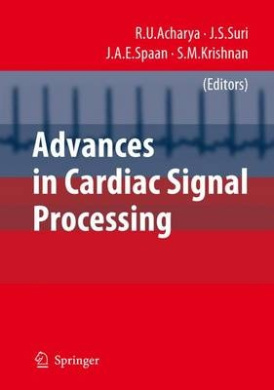 R.U.Acharya · J.S.Suri
J.A.E.Spaan · S.M.Krishnan
(Editors)
Advances
in Cardiac Signal
Processing
Springer